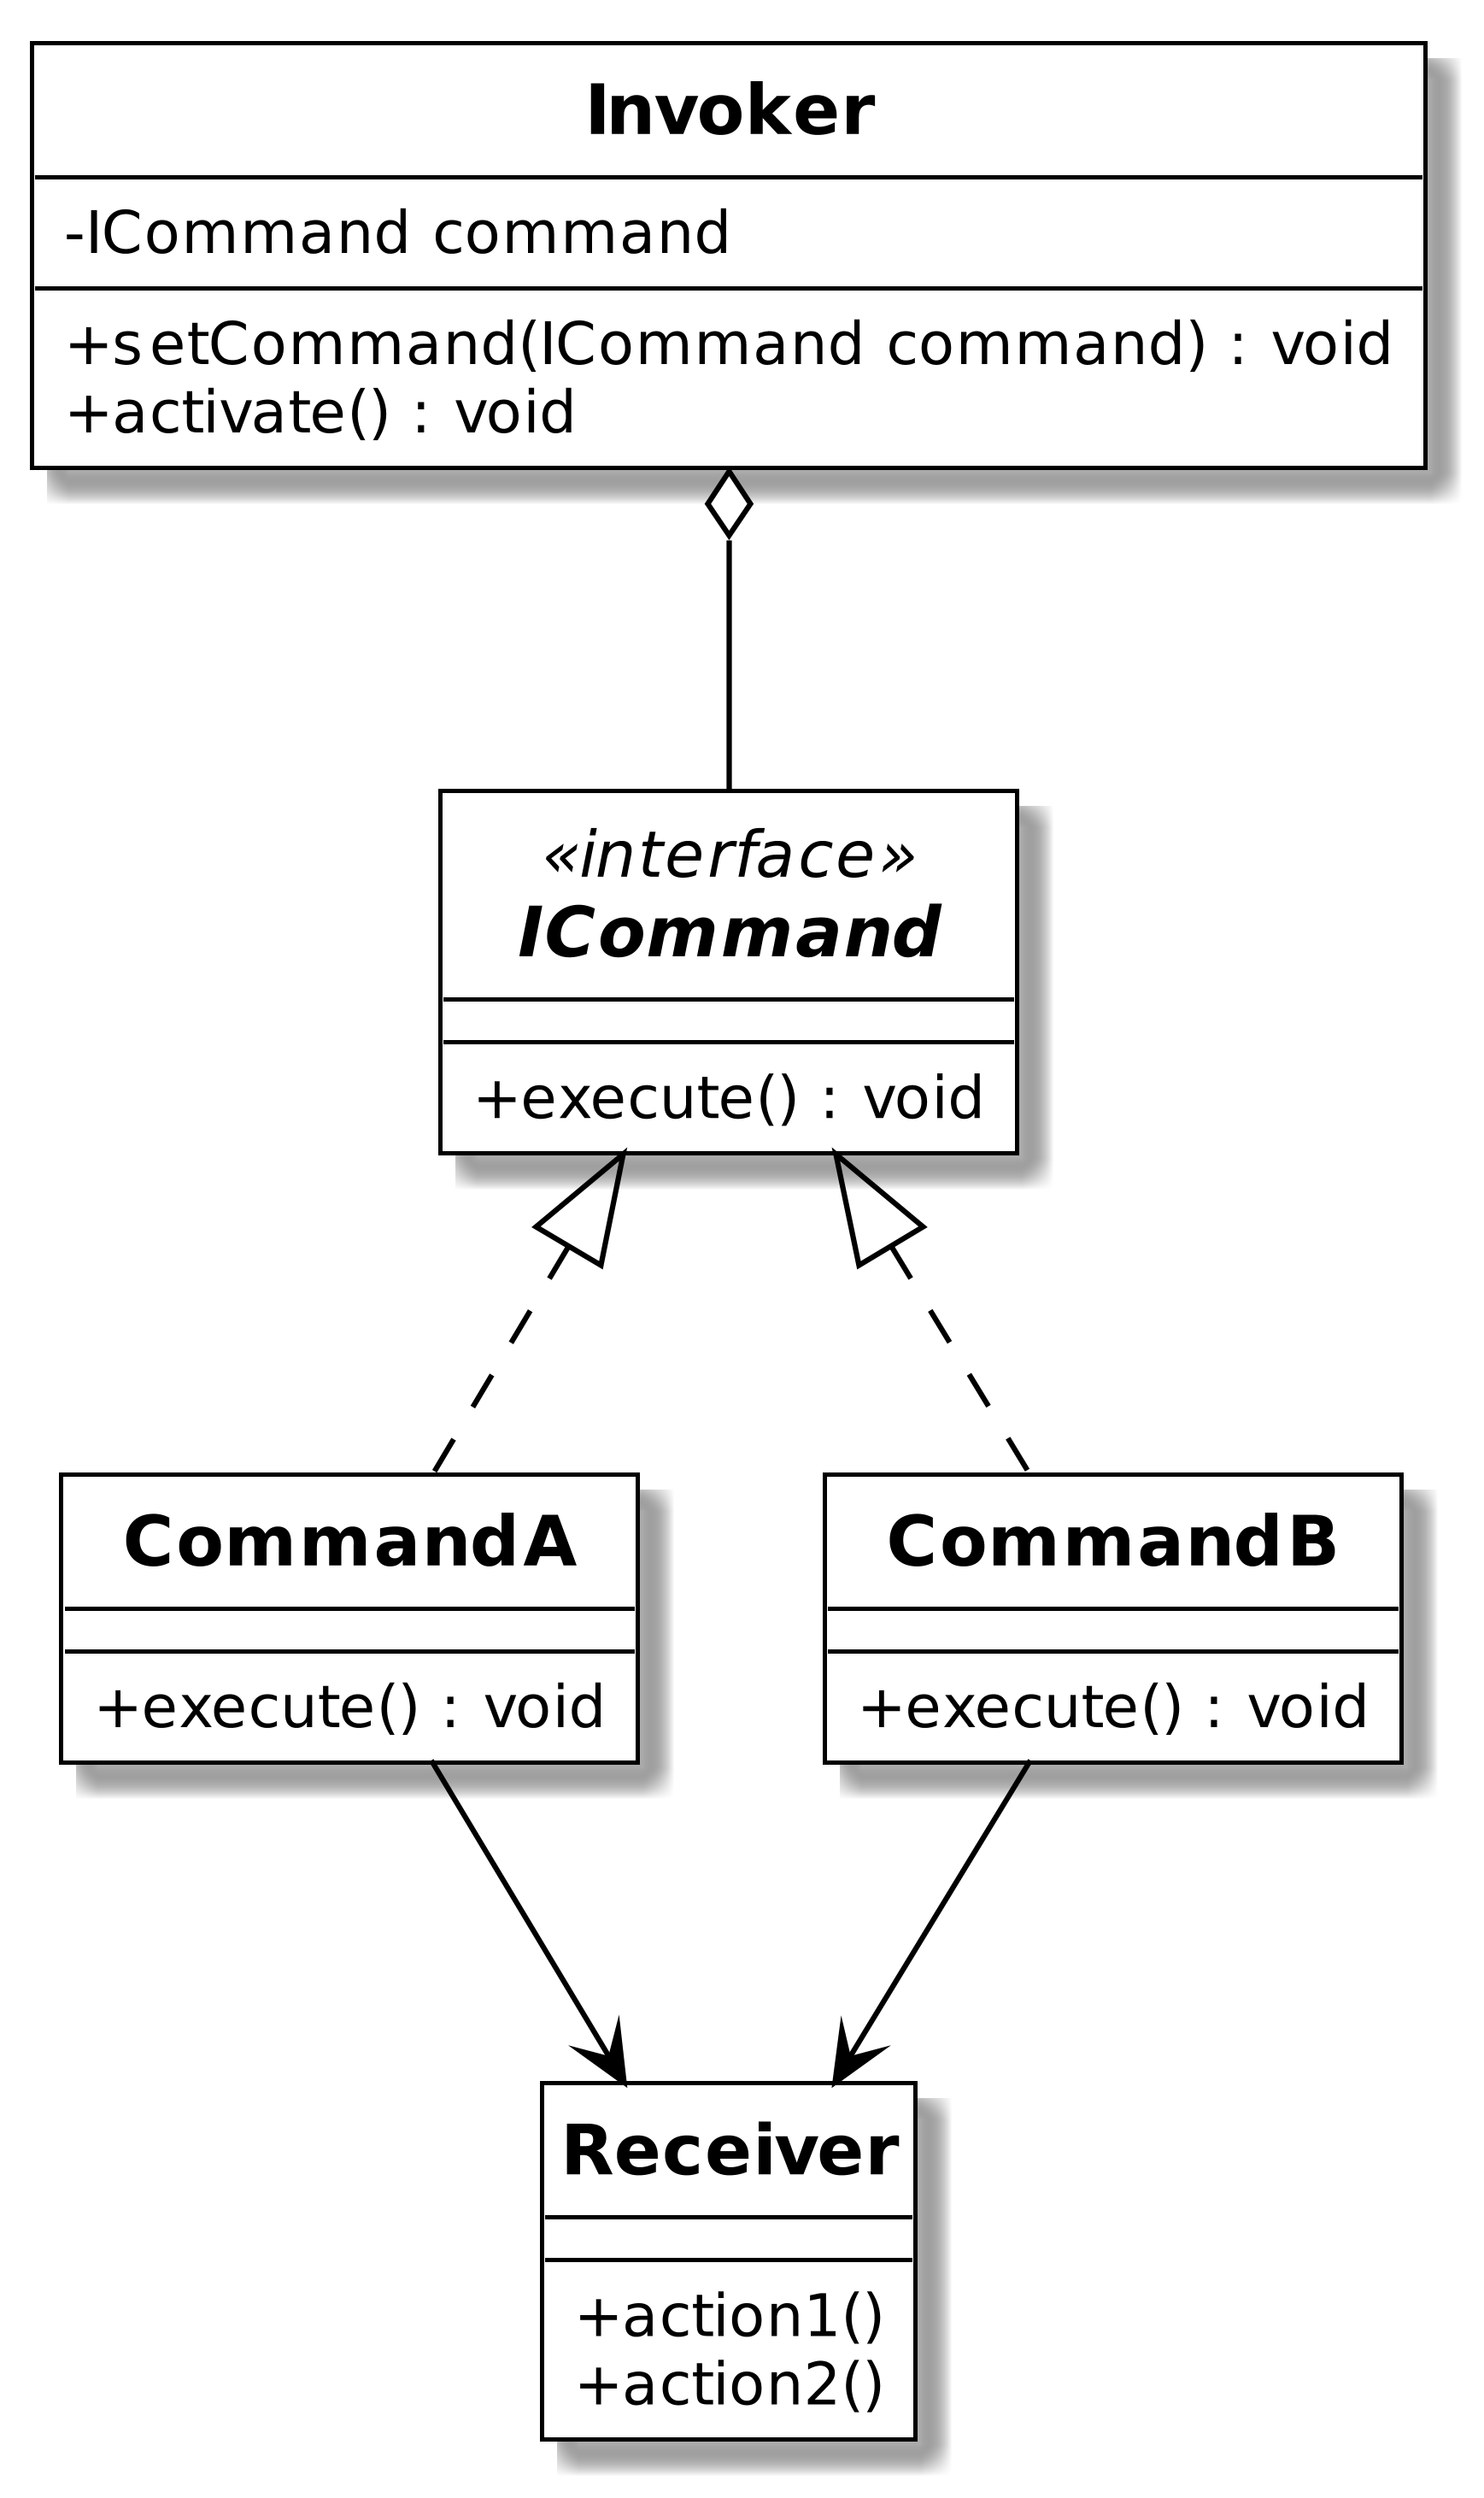 Invoker
-ICommand command
+setCommand(ICommand command) : void
+activate() : void
«interface»
ICommand
+execute() : void
CommandA
CommandB
+execute() : void
+execute() : void
Receiver
+action1()
+action2()